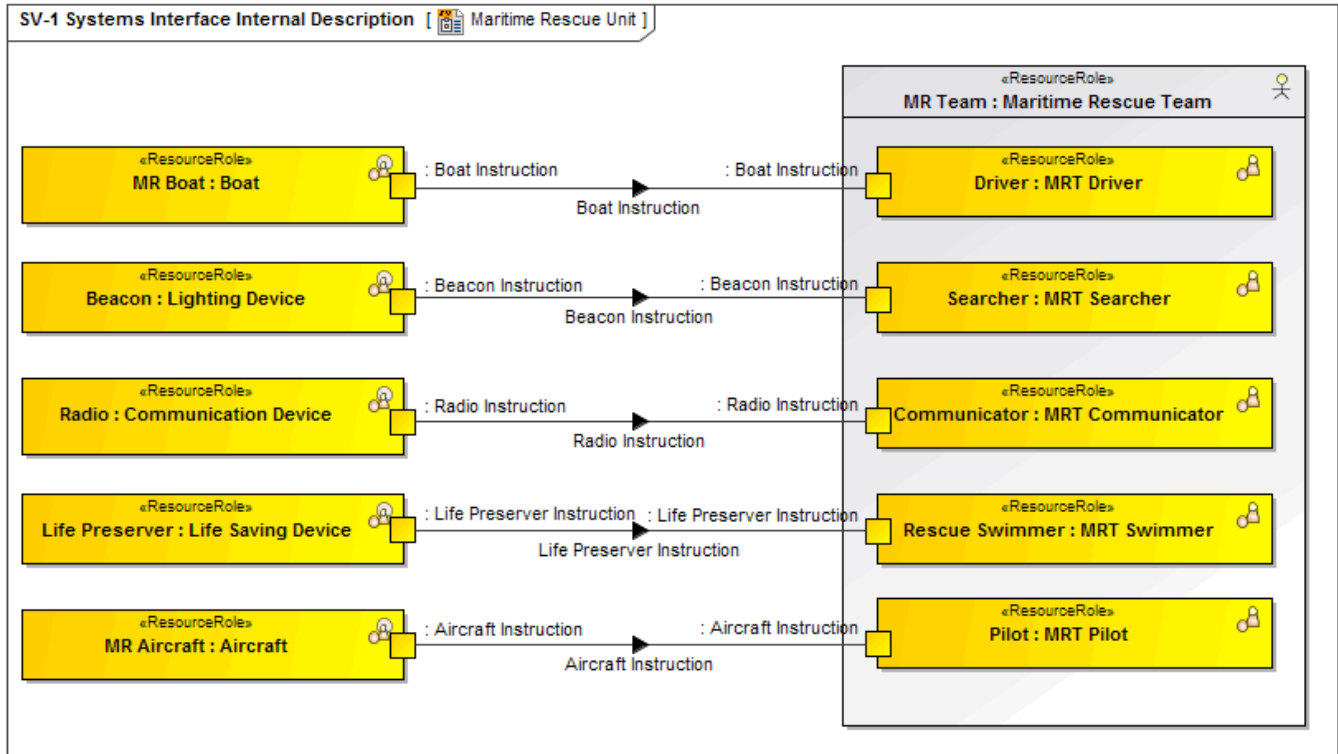 SV-1 Systems Interface Internal Description [ Maritime Rescue Unit ]
«ResourceRole»
MR Team : Maritime Rescue Team
«ResourceRole»
MR Boat : Boat
: Boat Instruction
: Boat Instruction
Boat Instruction
«ResourceRole»
Driver : MRT Driver
«ResourceRole»
Beacon : Lighting Device
: Beacon Instruction
: Beacon Instruction
Beacon Instruction
«ResourceRole»
Searcher : MRT Searcher
«ResourceRole»
Radio : Communication Device
: Radio Instruction
: Radio Instruction
Radio Instruction
«ResourceRole»
Communicator : MRT Communicator
«ResourceRole»
Life Preserver : Life Saving Device
: Life Preserver Instruction
: Life Preserver Instruction
Life Preserver Instruction
«ResourceRole»
Rescue Swimmer : MRT Swimmer
«ResourceRole»
MR Aircraft : Aircraft
: Aircraft Instruction
: Aircraft Instruction
Aircraft Instruction
«ResourceRole»
Pilot : MRT Pilot